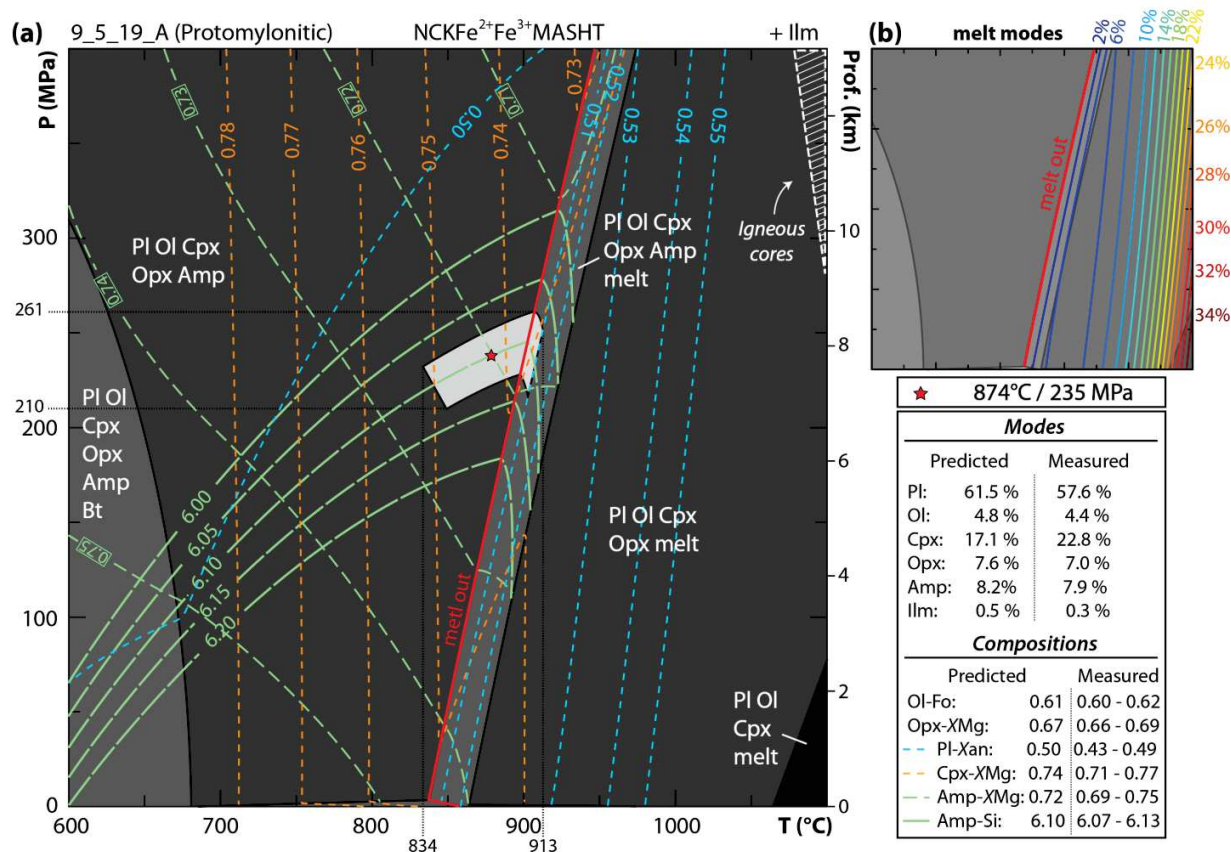 (a) 9_5_19_A (Protomylonitic) NCKFe2+Fe3+MASHT + Ilm
P (MPa)
300
261
210
200
100
0
600 700 800 900 1000 T (°C)
834 913
Prof. (km)
10
8
6
4
2
0
0.73
0.72
0.7
0.74
0.75
0.78
0.77
0.76
0.75
0.74
0.73
0.50
0.51
0.52
0.53
0.54
0.55
6.00
6.05
6.10
6.15
6.20
Pl Ol Cpx
Opx Amp
Pl Ol Cpx
Opx Amp
melt
Igneous
cores
Pl Ol
Cpx
Opx
Amp
Bt
Pl Ol Cpx
Opx melt
metl out
Pl Ol
Cpx
melt
(b) melt modes
2%
6%
10%
14%
18%
22%
24%
26%
28%
30%
32%
34%
melt out
874°C / 235 MPa
Modes
Predicted Measured
Pl: 61.5 % 57.6 %
Ol: 4.8 % 4.4 %
Cpx: 17.1 % 22.8 %
Opx: 7.6 % 7.0 %
Amp: 8.2% 7.9 %
Ilm: 0.5 % 0.3 %
Compositions
Predicted Measured
Ol-Fo: 0.61 0.60 - 0.62
Opx-XMg: 0.67 0.66 - 0.69
Pl-Xan: 0.50 0.43 - 0.49
Cpx-XMg: 0.74 0.71 - 0.77
Amp-XMg: 0.72 0.69 - 0.75
Amp-Si: 6.10 6.07 - 6.13